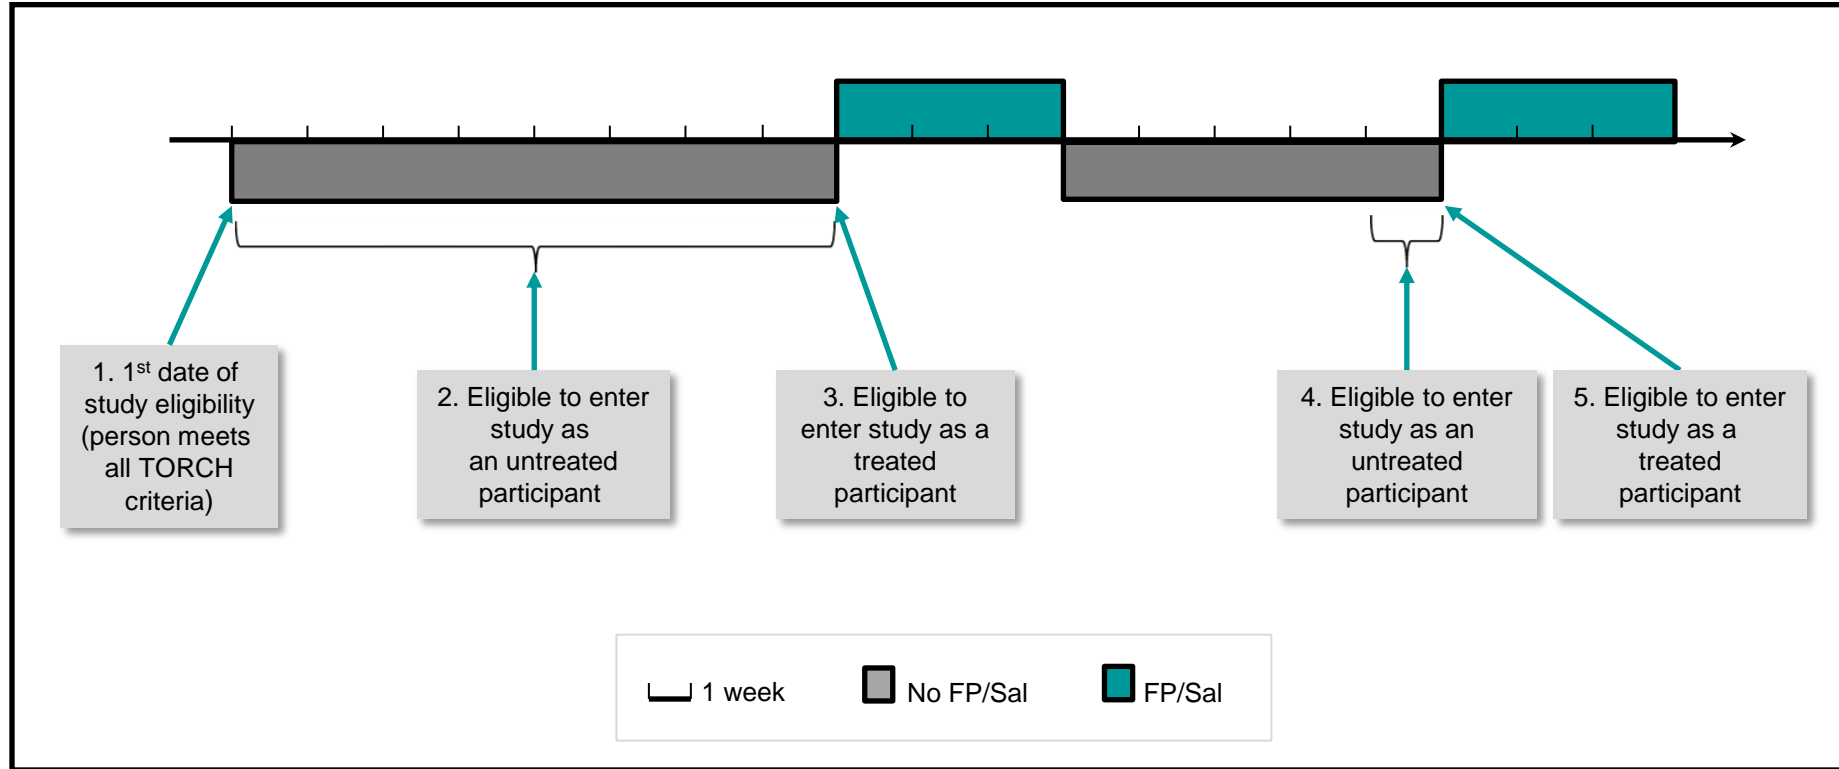 1. 1st date of
study eligibility
(person meets
all TORCH
criteria)
2. Eligible to enter
study as
an untreated
participant
3. Eligible to
enter study as a
treated
participant
4. Eligible to enter
study as an
untreated
participant
5. Eligible to enter
study as a
treated
participant
1 week
No FP/Sal
FP/Sal